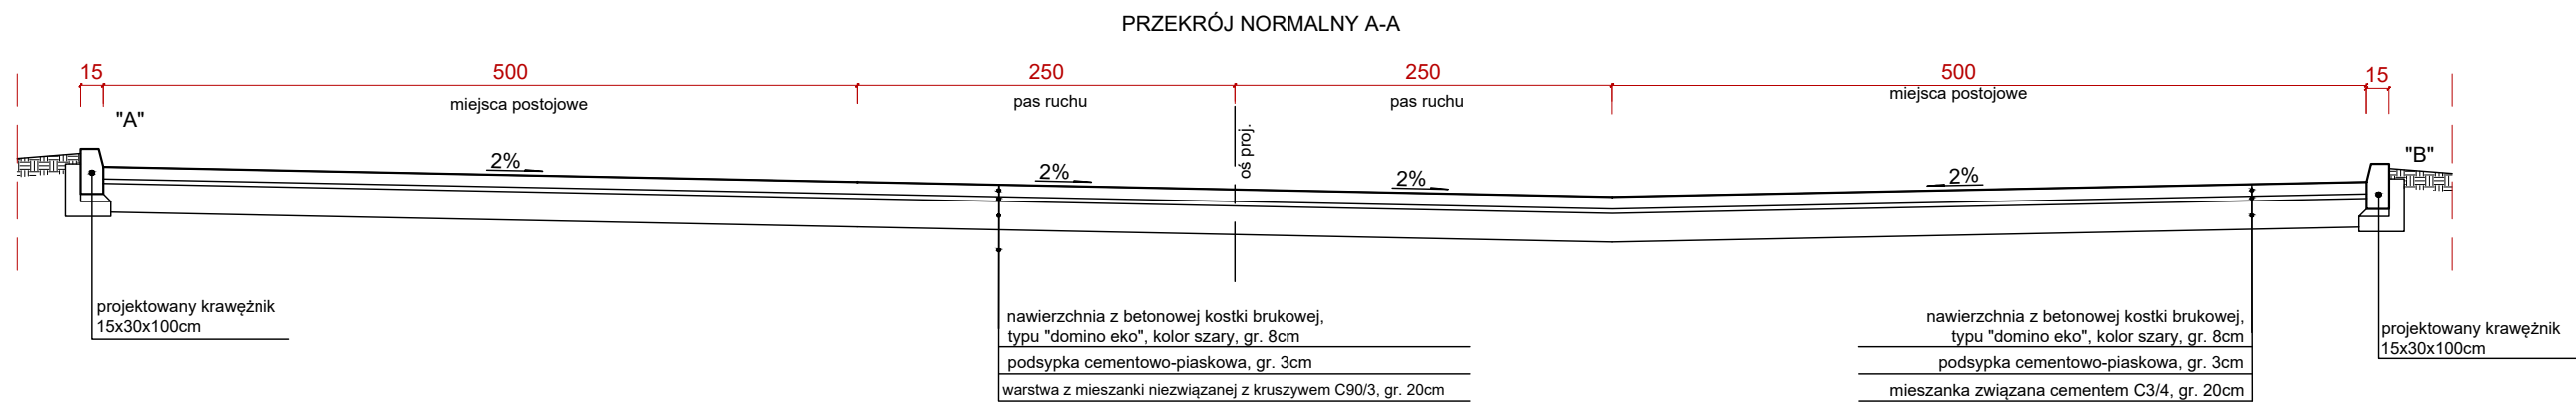 PRZEKRÓJ NORMALNY A-A
15
500
250
250
500
15
miejsca postojowe
pas ruchu
pas ruchu
miejsca postojowe
"A"
oś proj.
"B"
2%
2%
2%
2%
projektowany krawężnik
15x30x100cm
nawierzchnia z betonowej kostki brukowej,
typu "domino eko", kolor szary, gr. 8cm
podsypka cementowo-piaskowa, gr. 3cm
warstwa z mieszanki niezwiązanej z kruszywem C90/3, gr. 20cm
nawierzchnia z betonowej kostki brukowej,
typu "domino eko", kolor szary, gr. 8cm
podsypka cementowo-piaskowa, gr. 3cm
mieszanka związana cementem C3/4, gr. 20cm
projektowany krawężnik
15x30x100cm